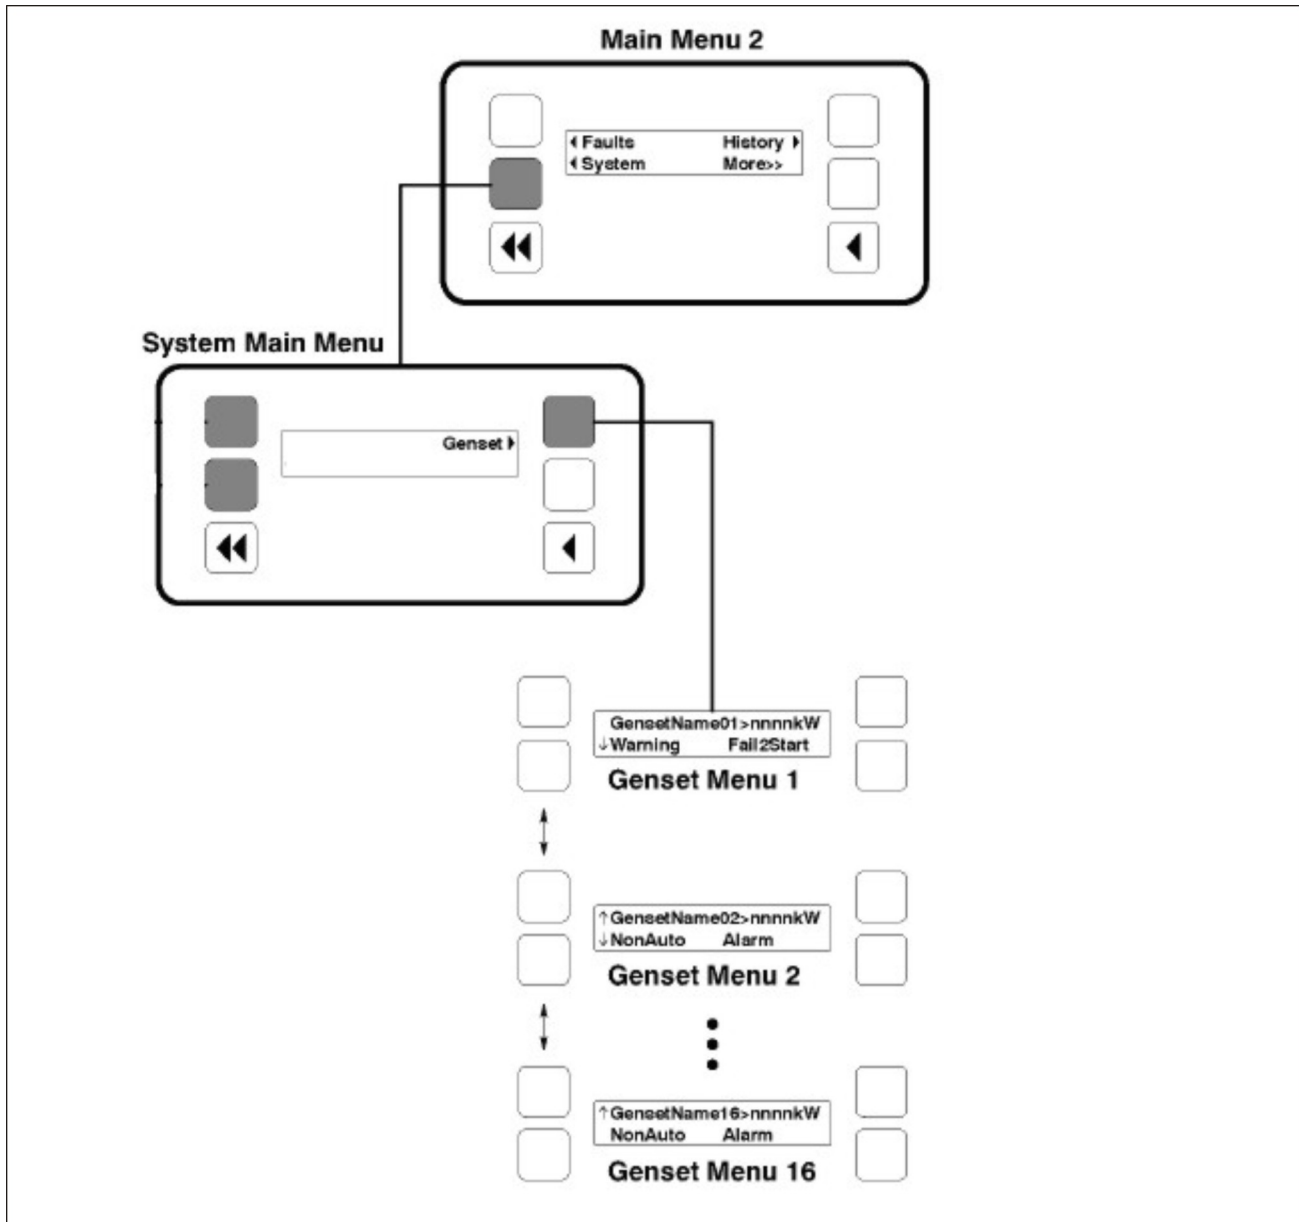 Main Menu 2
Faults History
System More>>
System Main Menu
Genset
GensetName01>nnnnkW
↓Warning Fail2Start
Genset Menu 1
↑GensetName02>nnnnkW
↓NonAuto Alarm
Genset Menu 2
↑GensetName16>nnnnkW
NonAuto Alarm
Genset Menu 16